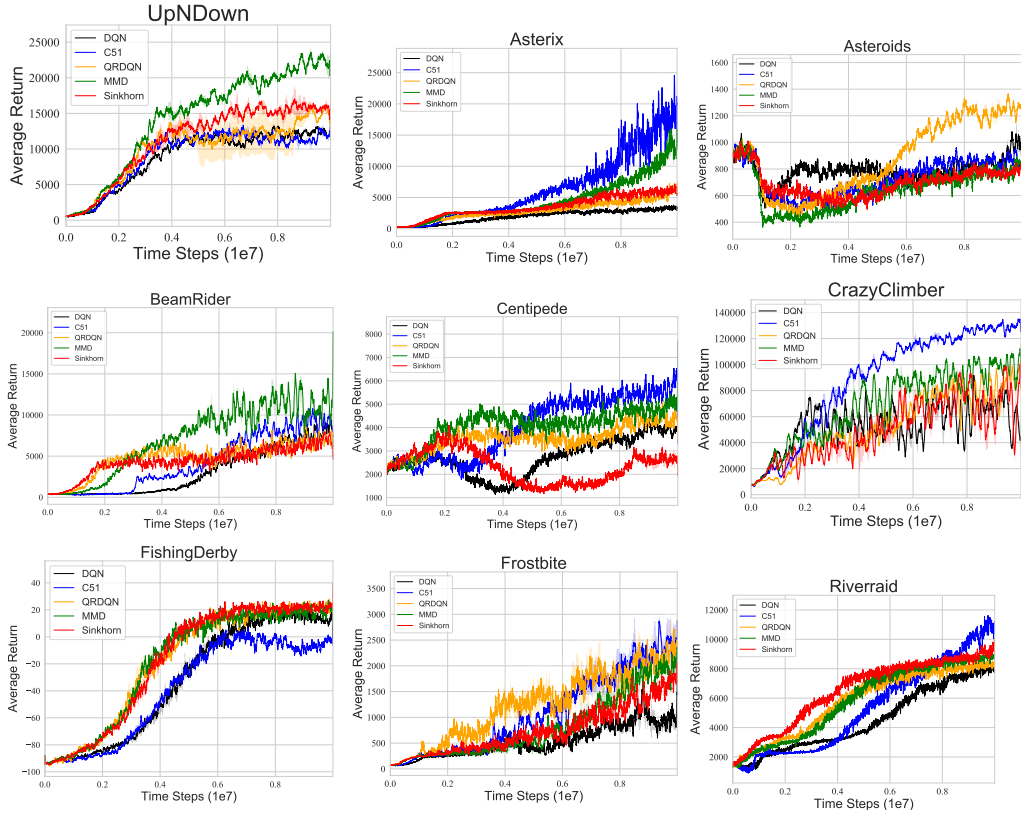 UpNDown
25000
20000
15000
10000
5000
0
Average Return
DQN
C51
QRDQN
MMD
Sinkhorn
0.0 0.2 0.4 0.6 0.8
Time Steps (1e7)
Asterix
25000
20000
15000
10000
5000
0
Average Return
DQN
C51
QRDQN
MMD
Sinkhorn
0.0 0.2 0.4 0.6 0.8
Time Steps (1e7)
Asteroids
1600
1400
1200
1000
800
600
400
Average Return
DQN
C51
QRDQN
MMD
Sinkhorn
0.0 0.2 0.4 0.6 0.8
Time Steps (1e7)
BeamRider
20000
15000
10000
5000
0
Average Return
DQN
C51
QRDQN
MMD
Sinkhorn
0.0 0.2 0.4 0.6 0.8
Time Steps (1e7)
Centipede
8000
7000
6000
5000
4000
3000
2000
1000
Average Return
DQN
C51
QRDQN
MMD
Sinkhorn
0.0 0.2 0.4 0.6 0.8
Time Steps (1e7)
CrazyClimber
140000
120000
100000
80000
60000
40000
20000
0
Average Return
DQN
C51
QRDQN
MMD
Sinkhorn
0.0 0.2 0.4 0.6 0.8
Time Steps (1e7)
FishingDerby
40
20
0
−20
−40
−60
−80
−100
Average Return
DQN
C51
QRDQN
MMD
Sinkhorn
0.0 0.2 0.4 0.6 0.8
Time Steps (1e7)
Frostbite
3500
3000
2500
2000
1500
1000
500
0
Average Return
DQN
C51
QRDQN
MMD
Sinkhorn
0.0 0.2 0.4 0.6 0.8
Time Steps (1e7)
Riverraid
12000
10000
8000
6000
4000
2000
Average Return
DQN
C51
QRDQN
MMD
Sinkhorn
0.0 0.2 0.4 0.6 0.8
Time Steps (1e7)